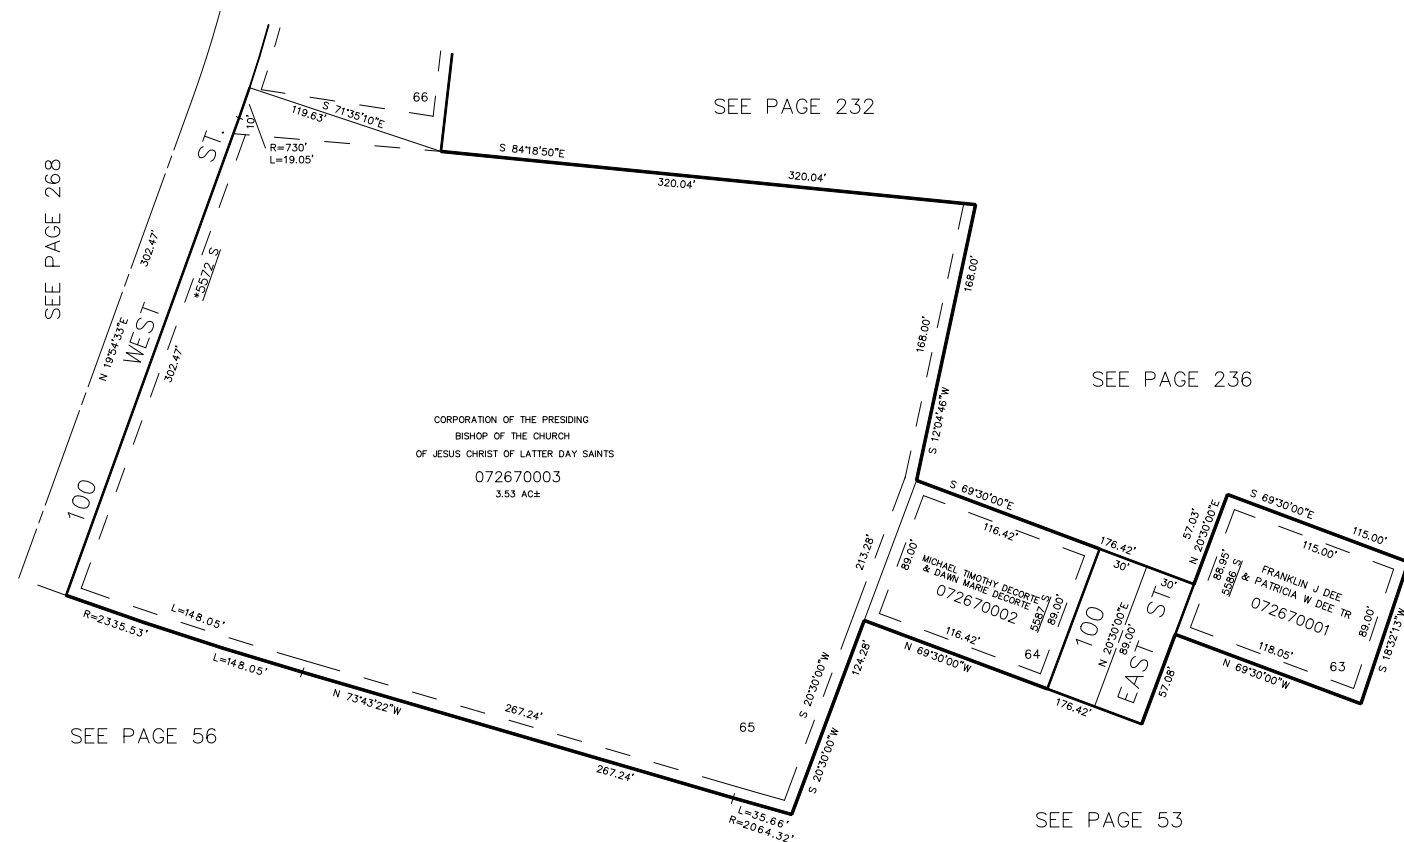 66
S 71°35'10"E
119.63'
10'
R=730'
L=19.05'
SEE PAGE 232
S 84°18'50"E
320.04'
320.04'
SEE PAGE 268
302.47'
N 19°54'33"E
100 WEST ST.
*5572 S
302.47'
168.00'
168.00'
S 12°04'46"W
SEE PAGE 236
CORPORATION OF THE PRESIDING
BISHOP OF THE CHURCH
OF JESUS CHRIST OF LATTER DAY SAINTS
072670003
3.53 AC±
S 69°30'00"E
116.42'
176.42'
30'
30'
213.28'
89.00'
MICHAEL TIMOTHY DECORTE
& DAWN MARIE DECORTE
072670002
5587 S
89.00'
116.42'
64
N 69°30'00"W
176.42'
100 EAST ST.
N 20°30'00"E
89.00'
57.03'
N 20°30'00"E
57.08'
S 69°30'00"E
115.00'
115.00'
88.95'
5586 S
FRANKLIN J DEE
& PATRICIA W DEE TR
072670001
89.00'
S 18°32'13"W
118.05'
63
N 69°30'00"W
124.28'
S 20°30'00"W
S 20°30'00"W
65
L=148.05'
R=2335.53'
L=148.05'
N 73°43'22"W
267.24'
267.24'
L=35.66'
R=2064.32'
SEE PAGE 56
SEE PAGE 53